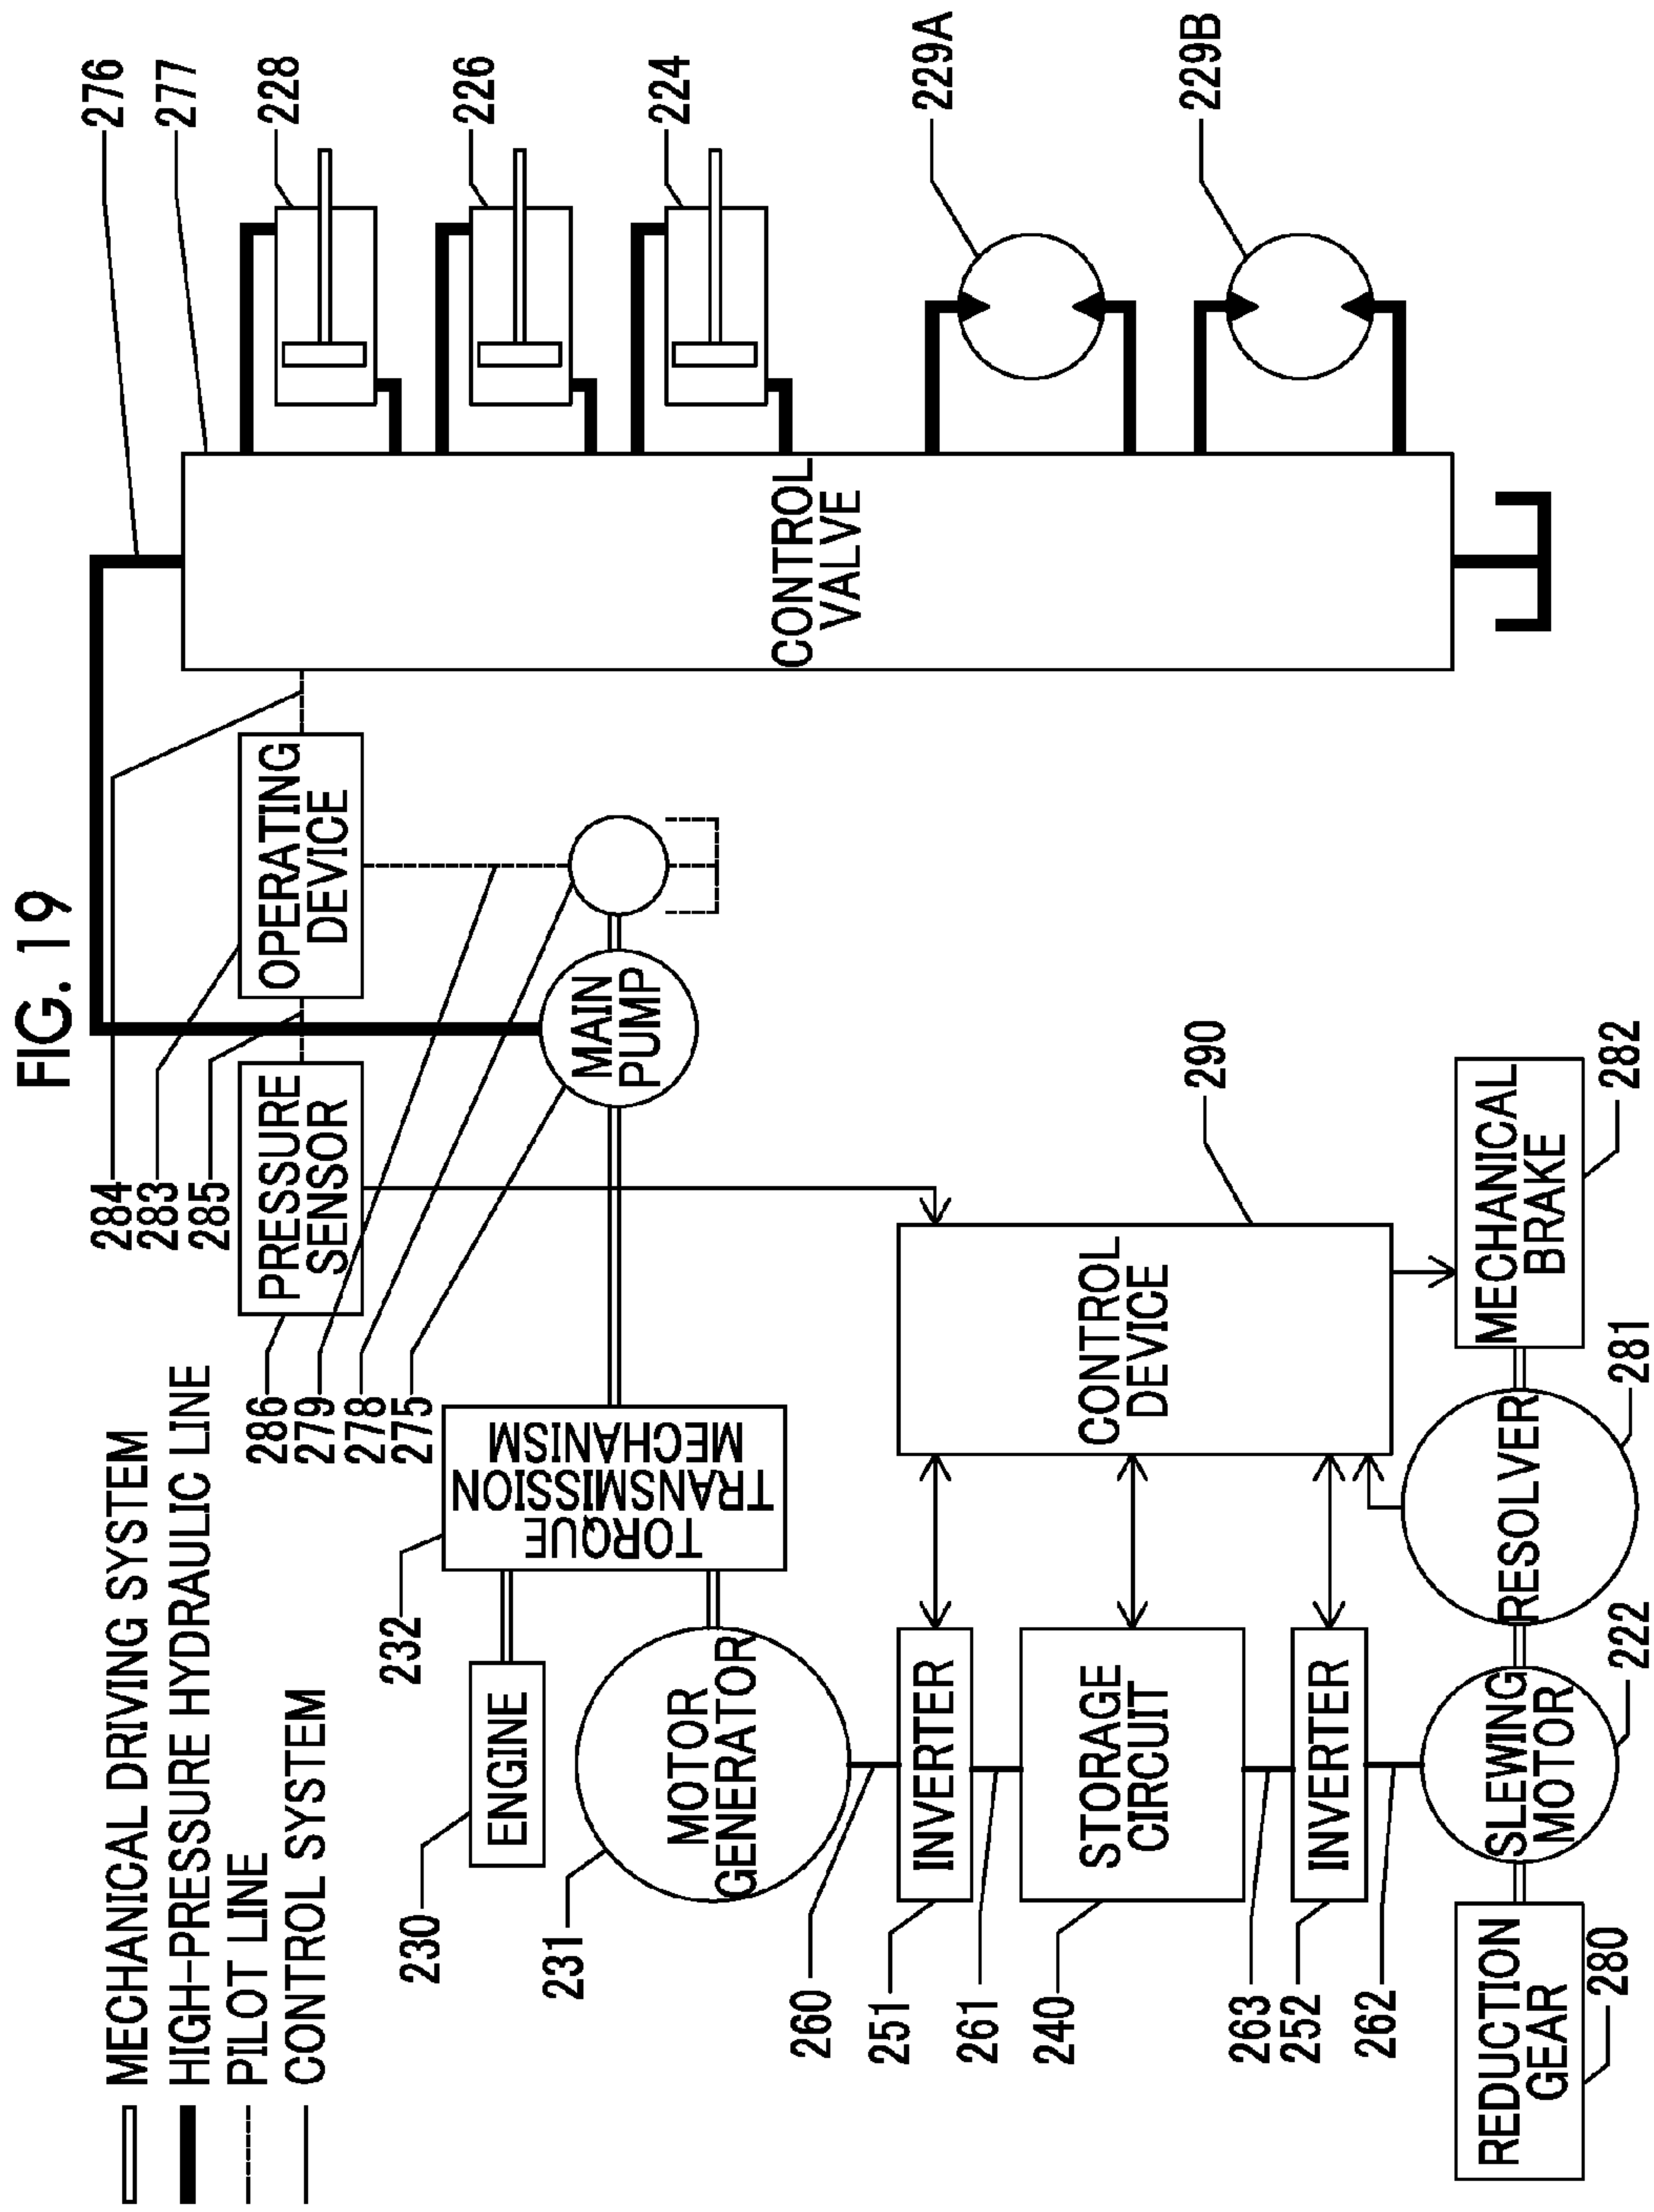 FIG. 19
MECHANICAL DRIVING SYSTEM
HIGH-PRESSURE HYDRAULIC LINE
PILOT LINE
CONTROL SYSTEM
284
283
285
276
277
286
279
278
275
PRESSURE
SENSOR
OPERATING
DEVICE
228
226
224
229A
229B
230
ENGINE
232
TORQUE
TRANSMISSION
MECHANISM
MAIN
PUMP
CONTROL
VALVE
231
MOTOR
GENERATOR
260
251
INVERTER
261
240
STORAGE
CIRCUIT
CONTROL
DEVICE
290
263
252
INVERTER
262
REDUCTION
GEAR
280
SLEWING
MOTOR
222
RESOLVER
281
MECHANICAL
BRAKE
282